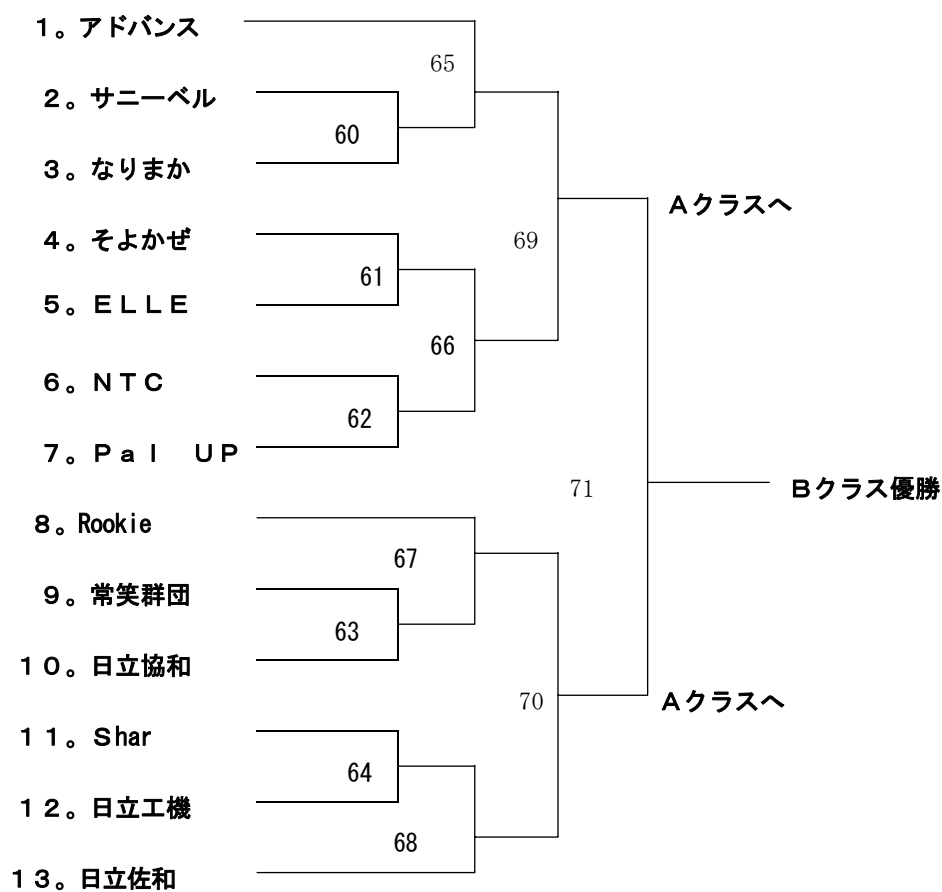 １。アドバンス
65
２。サニーベル
60
３。なりまか
Ａクラスへ
４。そよかぜ
69
61
５。ＥＬＬＥ
66
６。ＮＴＣ
62
７。Ｐａｌ　ＵＰ
71
Ｂクラス優勝
８。Rookie
67
９。常笑群団
63
１０。日立協和
70
Ａクラスへ
１１。Shar
64
１２。日立工機
68
１３。日立佐和